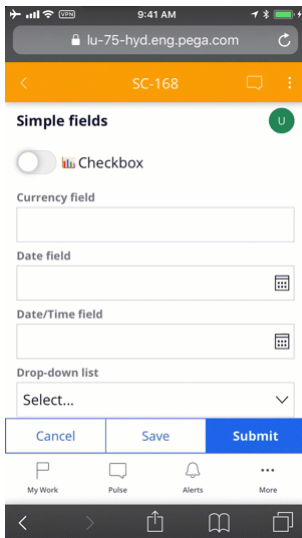 VPN 9:41 AM
lu-75-hyd.eng.pega.com
SC-168
Simple fields
U
Checkbox
Currency field
Date field
Date/Time field
Drop-down list
Select...
Cancel Save Submit
My Work Pulse Alerts More